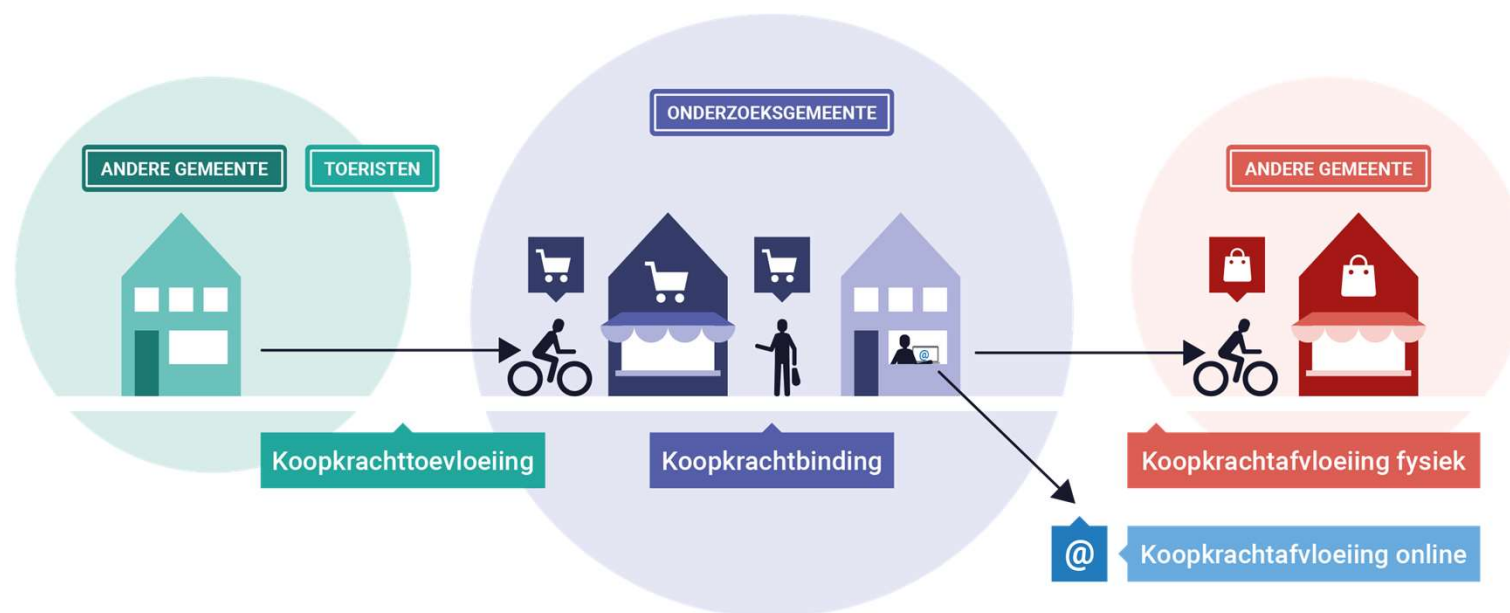 ONDERZOEKSGEMEENTE
ANDERE GEMEENTE
TOERISTEN
ANDERE GEMEENTE
@
Koopkrachttoevloeiing
Koopkrachtbinding
Koopkrachtafvloeiing fysiek
@
Koopkrachtafvloeiing online